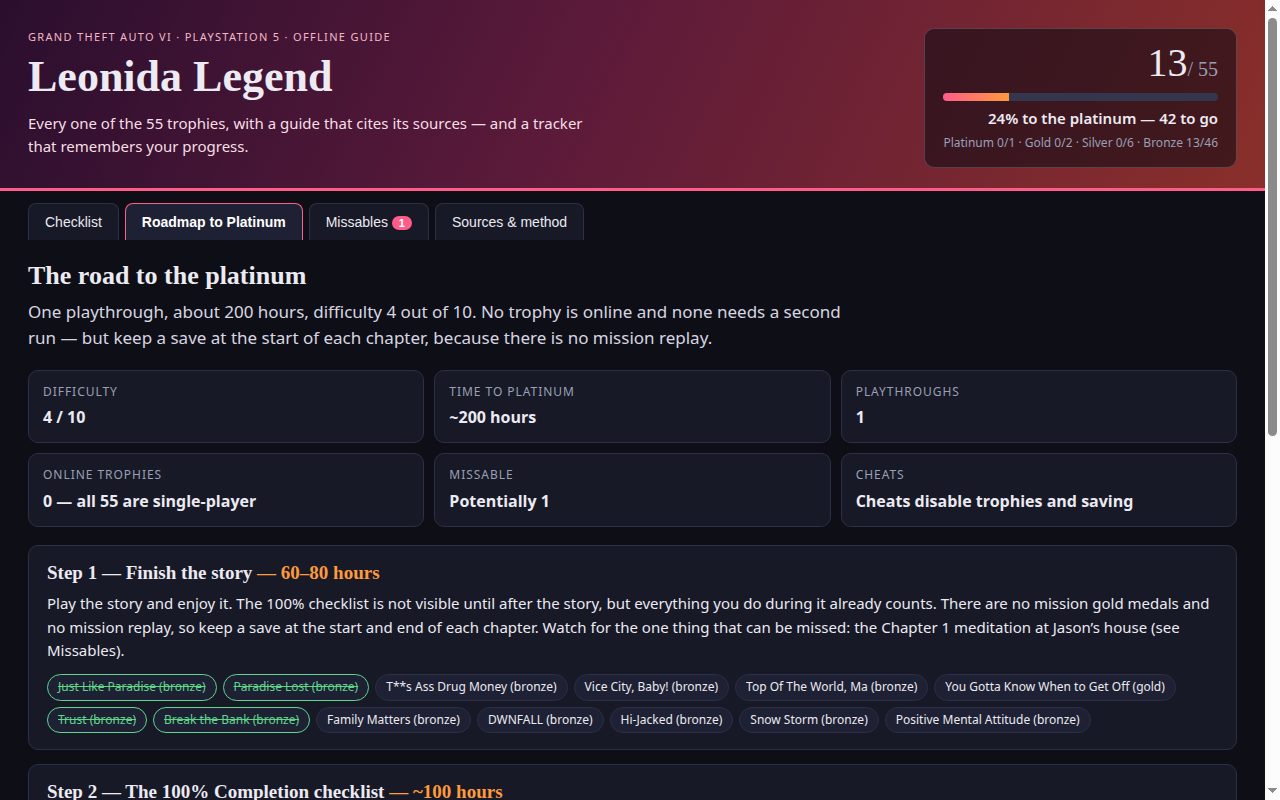 GRAND THEFT AUTO VI · PLAYSTATION 5 · OFFLINE GUIDE
Leonida Legend
Every one of the 55 trophies, with a guide that cites its sources — and a tracker
that remembers your progress.
13/ 55
24% to the platinum — 42 to go
Platinum 0/1 · Gold 0/2 · Silver 0/6 · Bronze 13/46
Checklist
Roadmap to Platinum
Missables 1
Sources & method
The road to the platinum
One playthrough, about 200 hours, difficulty 4 out of 10. No trophy is online and none needs a second
run — but keep a save at the start of each chapter, because there is no mission replay.
DIFFICULTY
4 / 10
TIME TO PLATINUM
~200 hours
PLAYTHROUGHS
1
ONLINE TROPHIES
0 — all 55 are single-player
MISSABLE
Potentially 1
CHEATS
Cheats disable trophies and saving
Step 1 — Finish the story — 60–80 hours
Play the story and enjoy it. The 100% checklist is not visible until after the story, but everything you do during it already counts. There are no mission gold medals and
no mission replay, so keep a save at the start and end of each chapter. Watch for the one thing that can be missed: the Chapter 1 meditation at Jason’s house (see
Missables).
Just Like Paradise (bronze)
Paradise Lost (bronze)
T**s Ass Drug Money (bronze)
Vice City, Baby! (bronze)
Top Of The World, Ma (bronze)
You Gotta Know When to Get Off (gold)
Trust (bronze)
Break the Bank (bronze)
Family Matters (bronze)
DWNFALL (bronze)
Hi-Jacked (bronze)
Snow Storm (bronze)
Positive Mental Attitude (bronze)
Step 2 — The 100% Completion checklist — ~100 hours